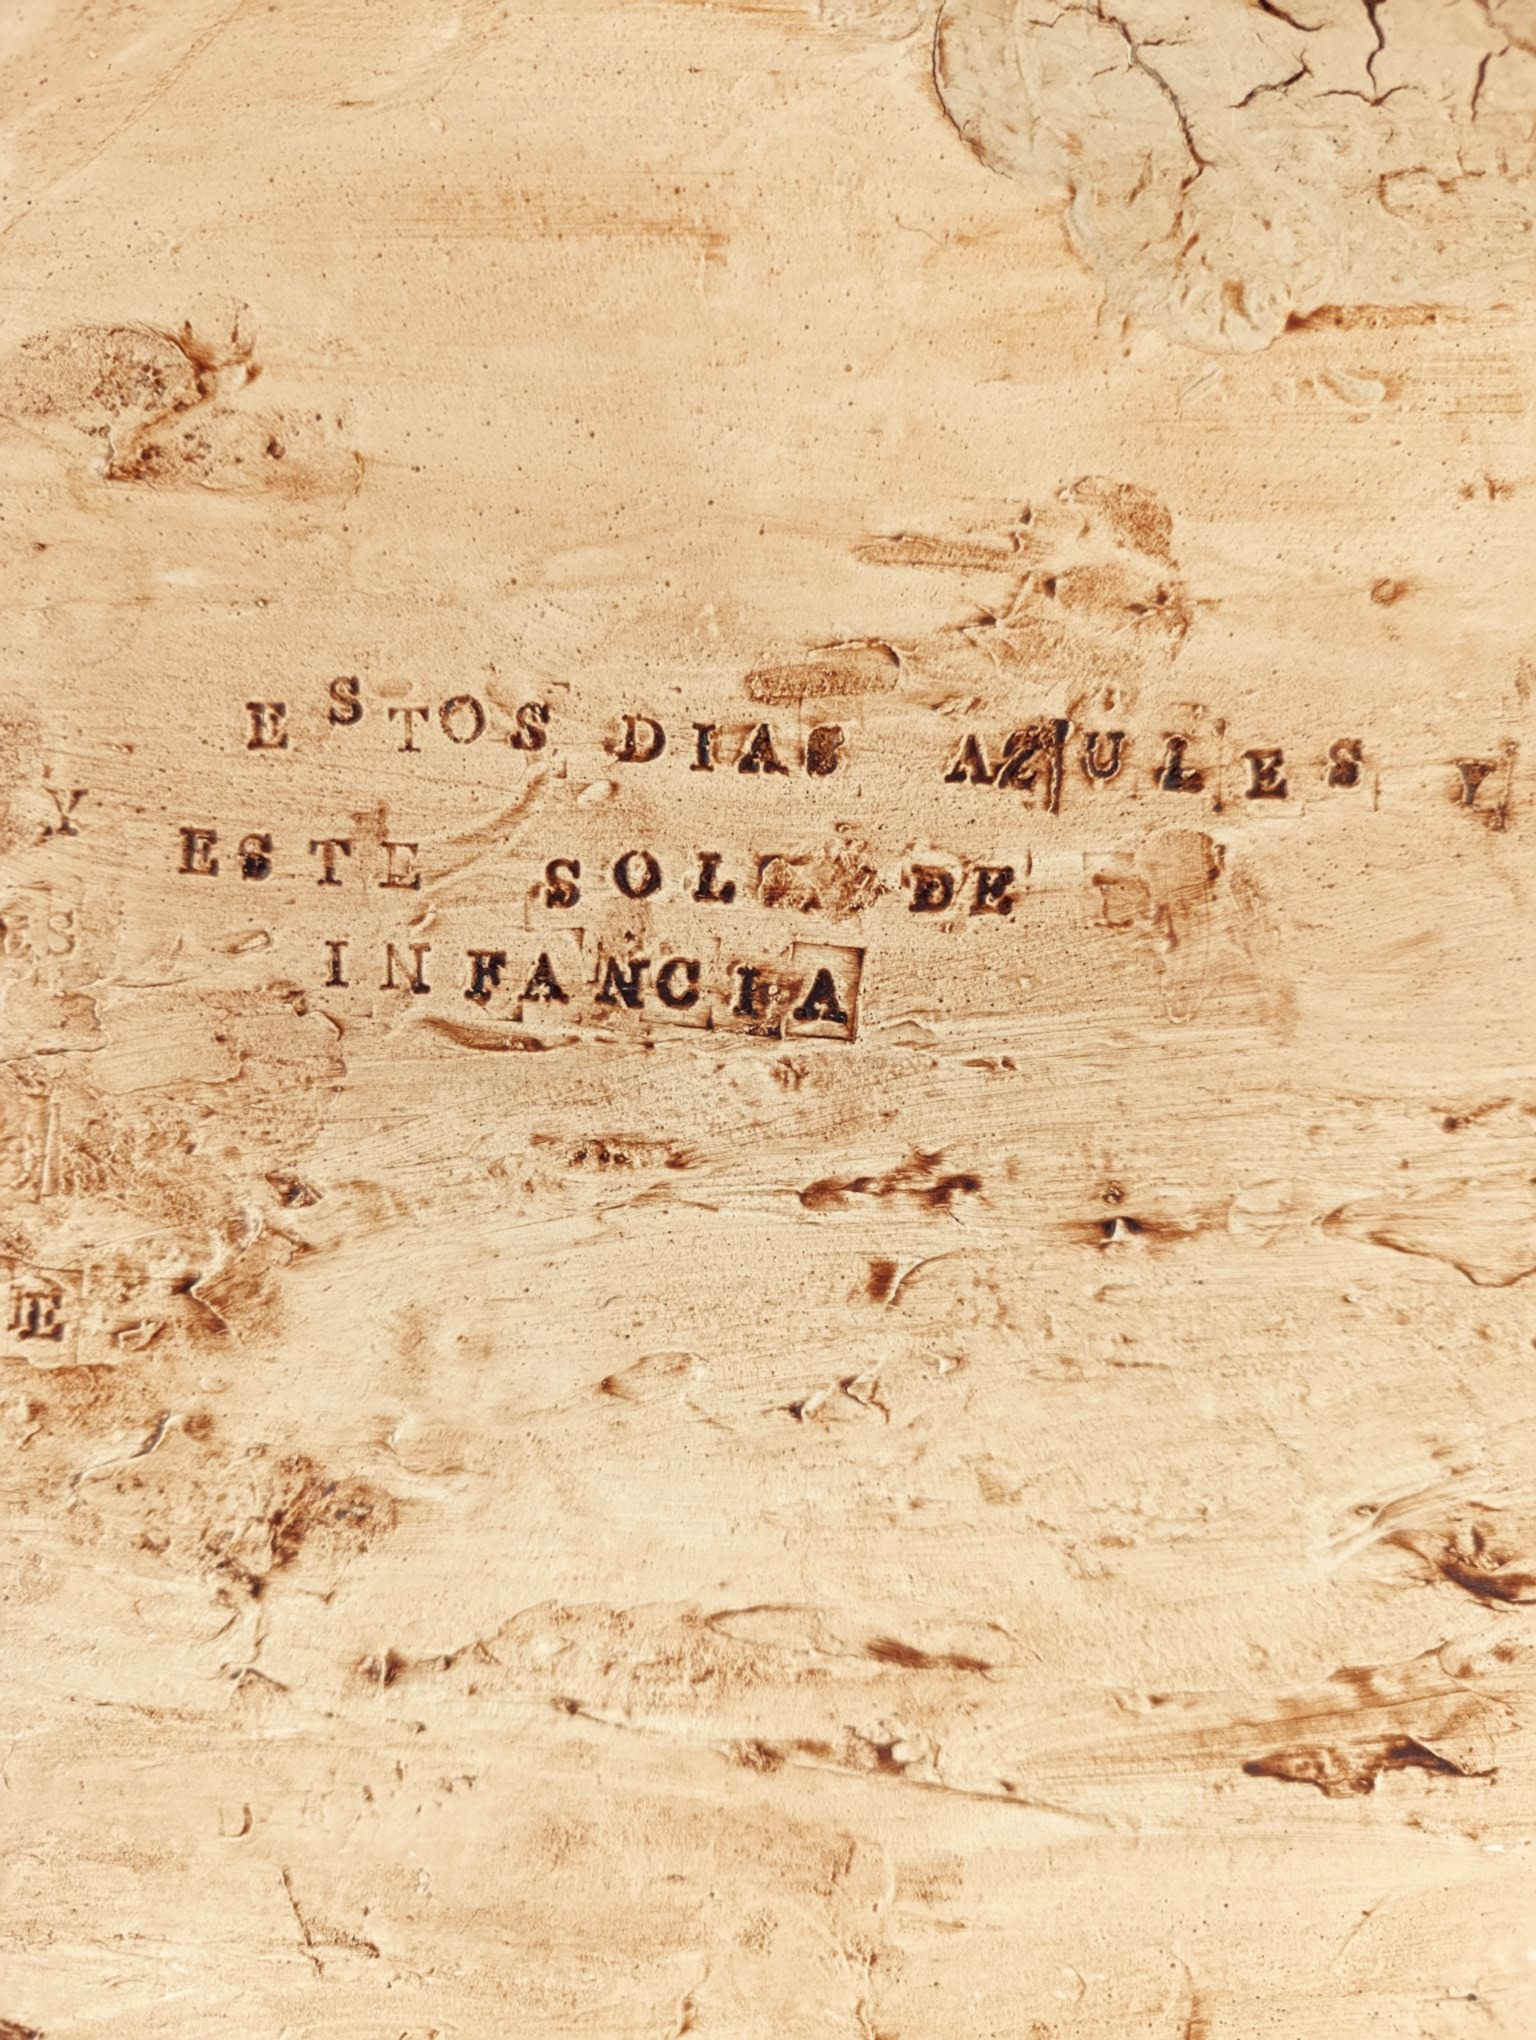 ESTOS DIAS AZULES Y
Y ESTE SOL DE
INFANCIA